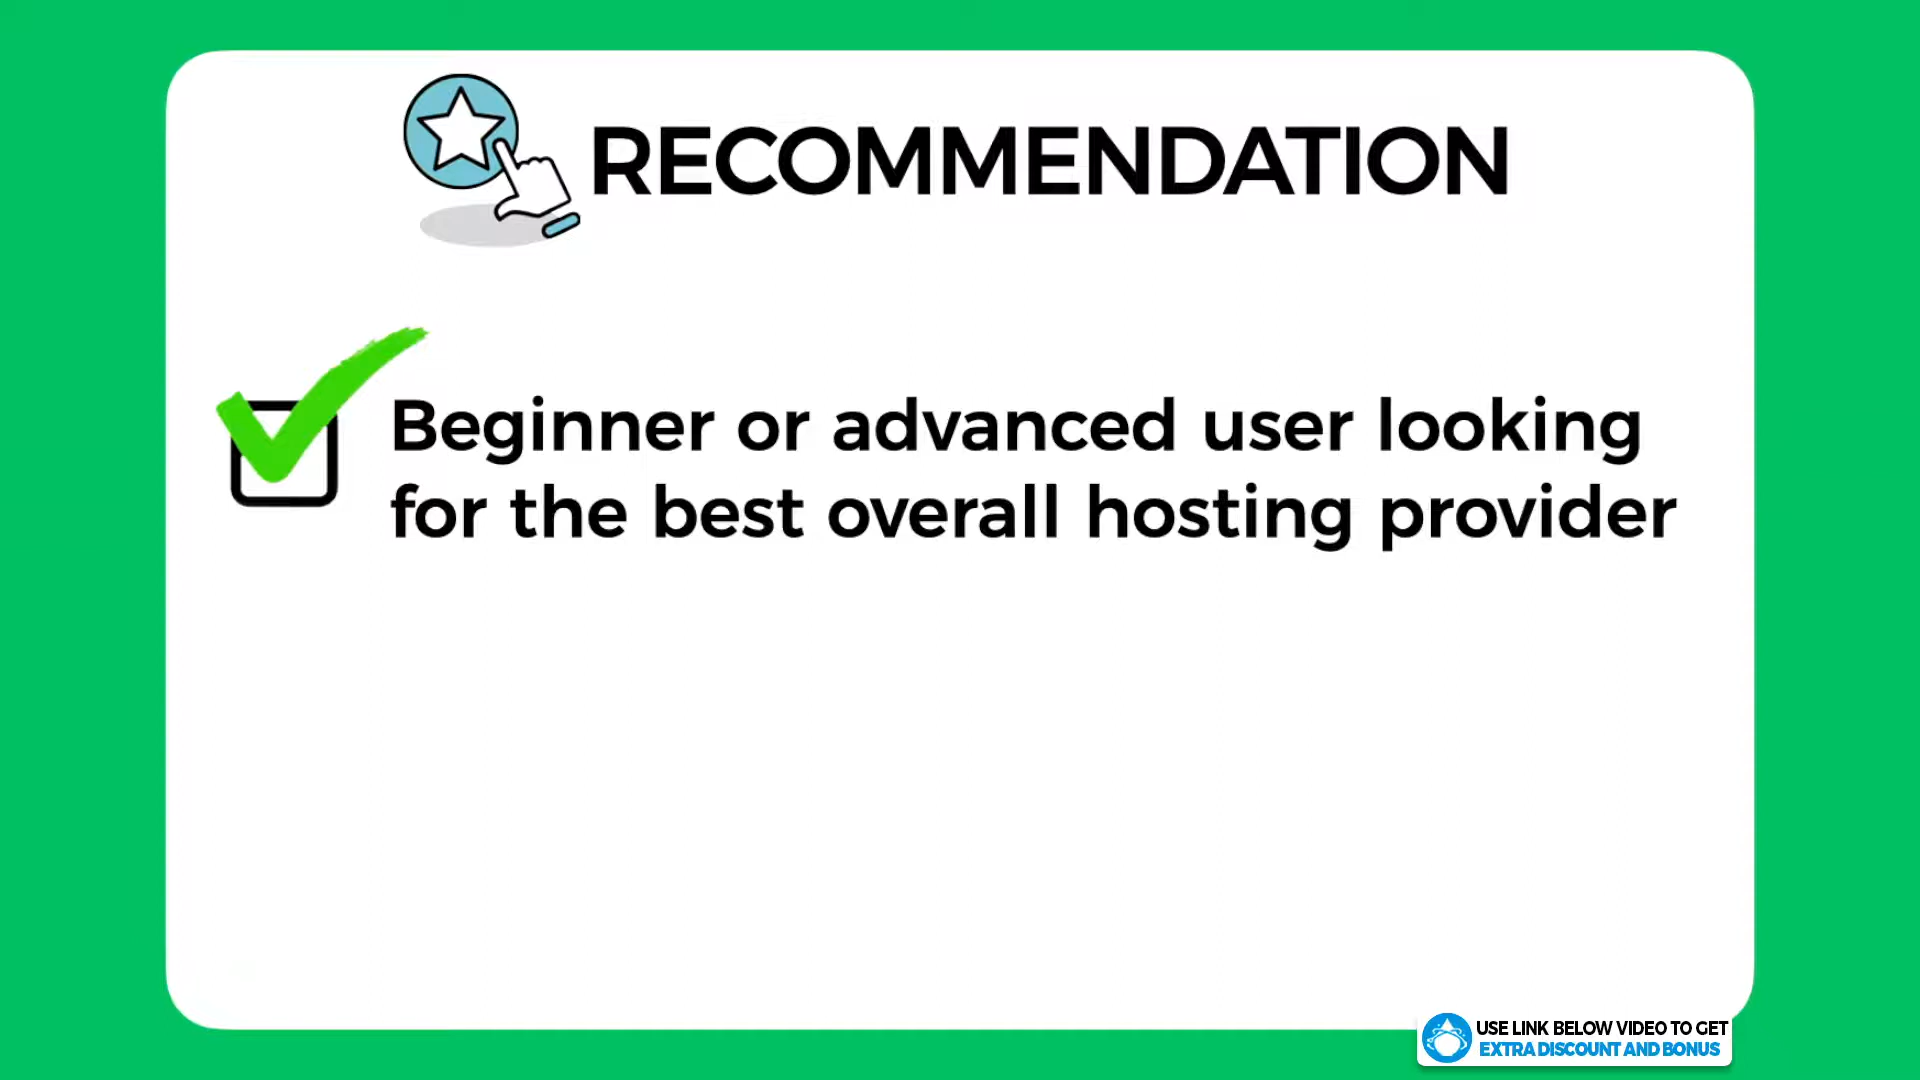 RECOMMENDATION
Beginner or advanced user looking
for the best overall hosting provider
USE LINK BELOW VIDEO TO GET
EXTRA DISCOUNT AND BONUS